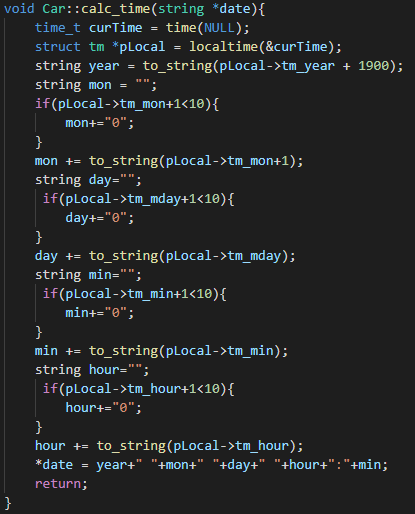 void Car::calc_time(string *date){
    time_t curTime = time(NULL);
    struct tm *pLocal = localtime(&curTime);
    string year = to_string(pLocal->tm_year + 1900);
    string mon = "";
    if(pLocal->tm_mon+1<10){
        mon+="0";
    }
    mon += to_string(pLocal->tm_mon+1);
    string day="";
     if(pLocal->tm_mday+1<10){
        day+="0";
    }
    day += to_string(pLocal->tm_mday);
    string min="";
     if(pLocal->tm_min+1<10){
        min+="0";
    }
    min += to_string(pLocal->tm_min);
    string hour="";
     if(pLocal->tm_hour+1<10){
        hour+="0";
    }
    hour += to_string(pLocal->tm_hour);
    *date = year+" "+mon+" "+day+" "+hour+":"+min;
    return;
}